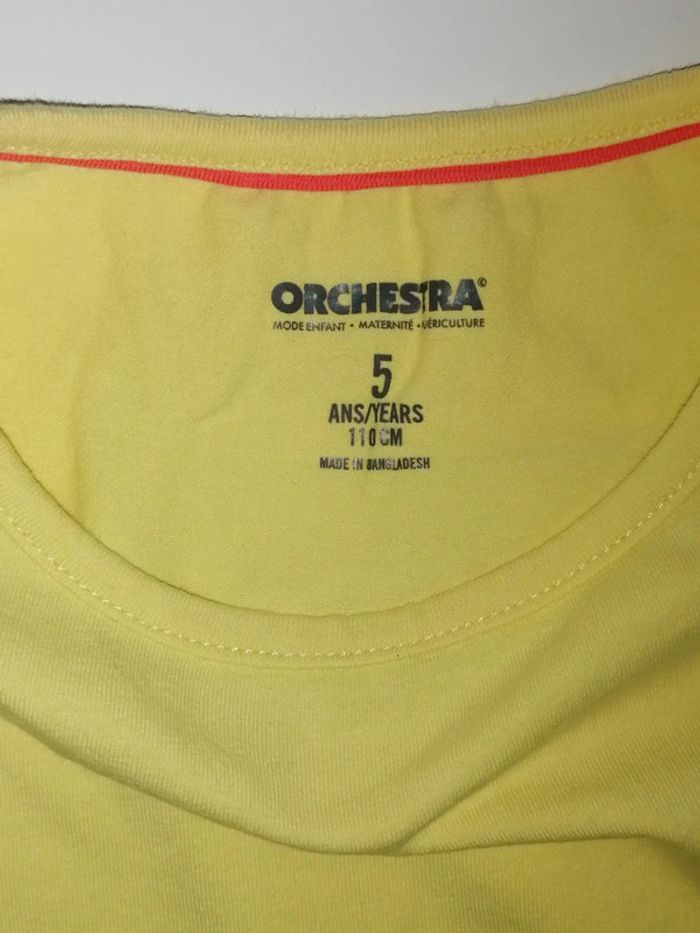 ORCHESTRA©
MODE ENFANT • MATERNITÉ • PUÉRICULTURE
5
ANS/YEARS
110CM
MADE IN BANGLADESH